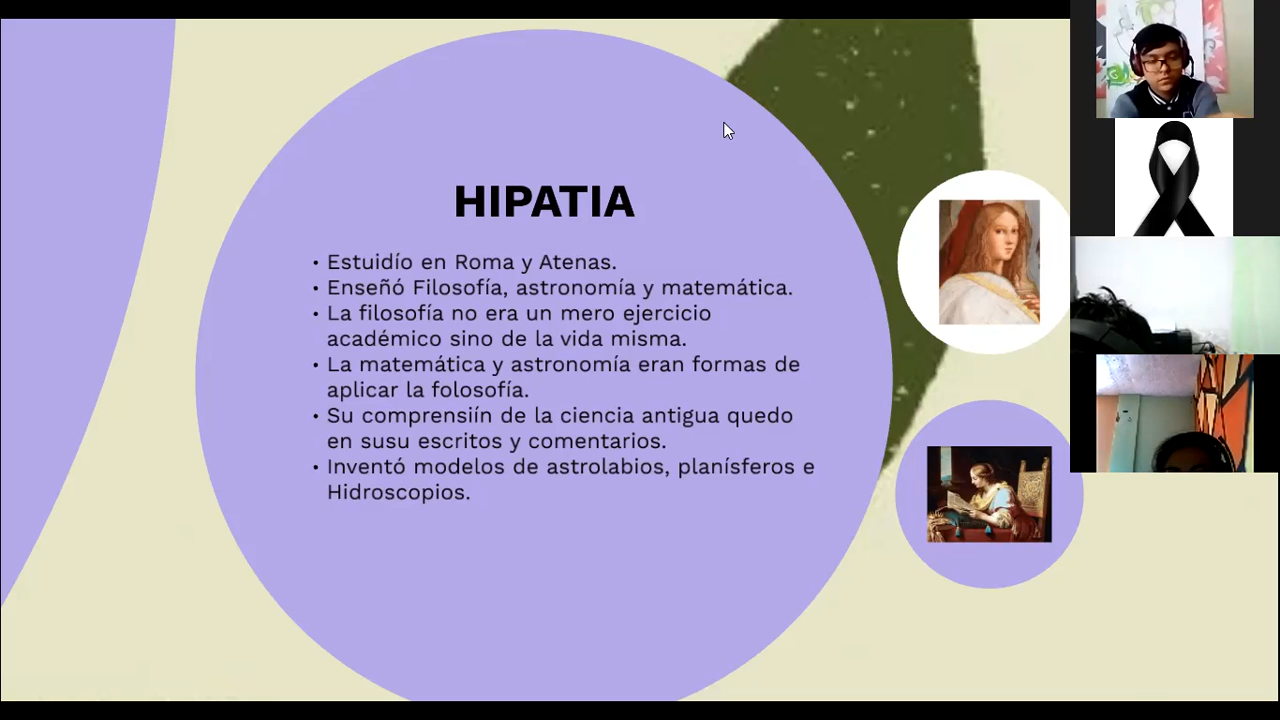 HIPATIA
• Estuidío en Roma y Atenas.
• Enseñó Filosofía, astronomía y matemática.
• La filosofía no era un mero ejercicio
académico sino de la vida misma.
• La matemática y astronomía eran formas de
aplicar la folosofía.
• Su comprensiín de la ciencia antigua quedo
en susu escritos y comentarios.
• Inventó modelos de astrolabios, planísferos e
Hidroscopios.